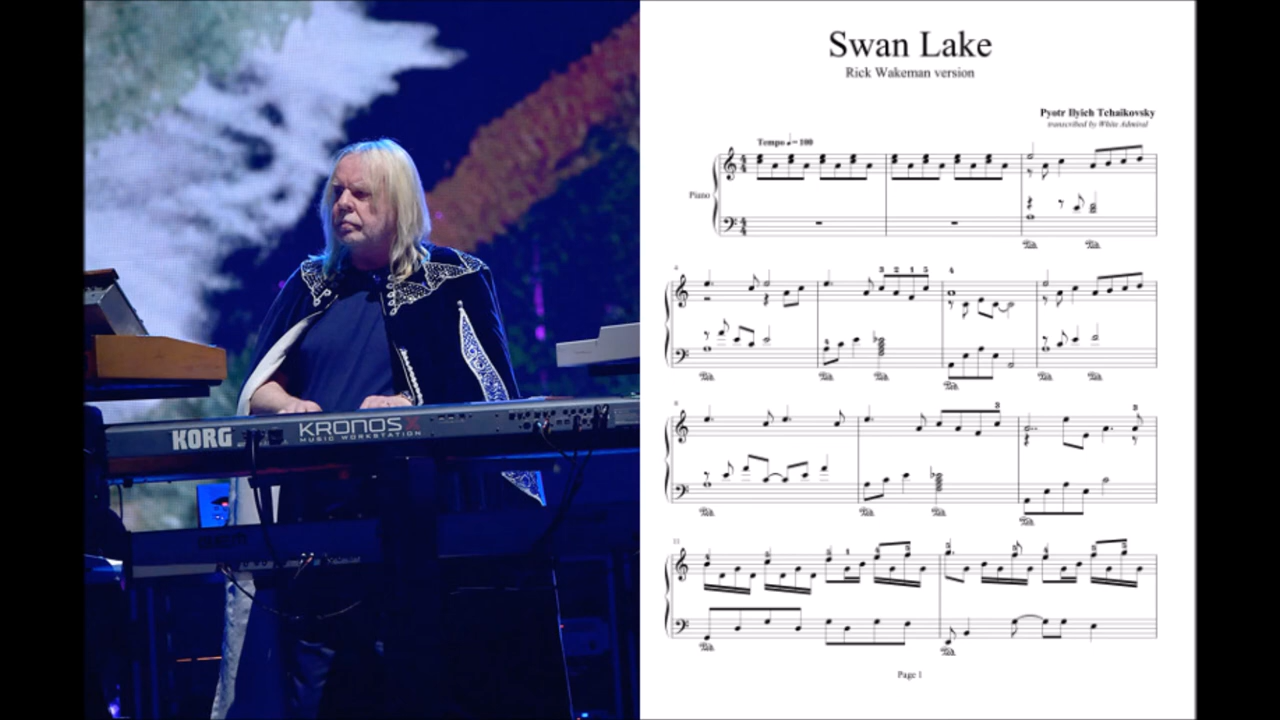 KORG KRONOS X
MUSIC WORKSTATION
Swan Lake
Rick Wakeman version
Pyotr Ilyich Tchaikovsky
transcribed by White Admiral
Tempo ♩= 100
Piano
Page 1